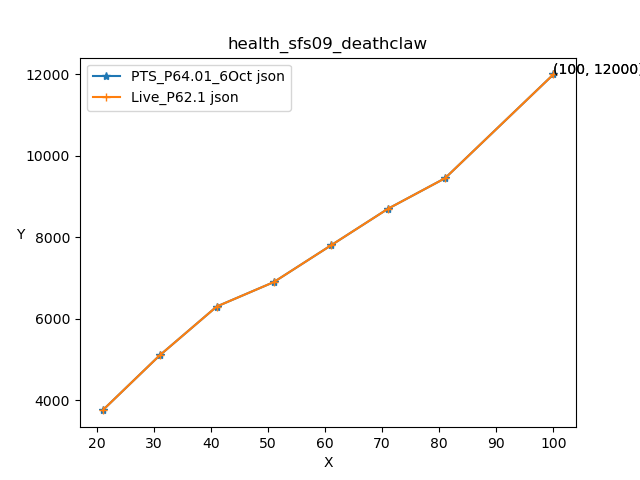 health_sfs09_deathclaw
PTS_P64.01_6Oct json
Live_P62.1 json
(100, 12000)
Y
12000
10000
8000
6000
4000
20 30 40 50 60 70 80 90 100
X